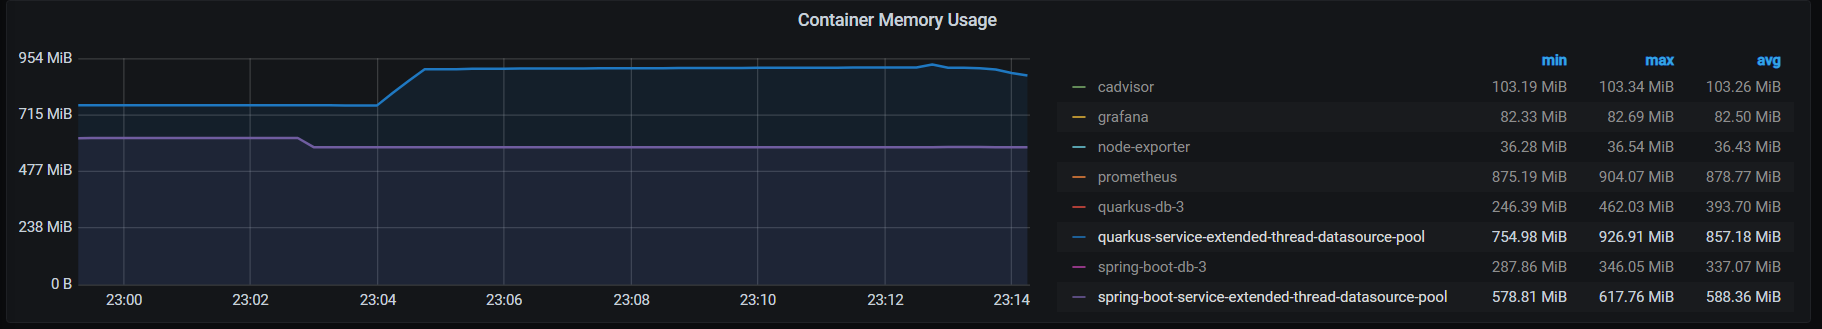 Container Memory Usage
954 MiB
715 MiB
477 MiB
238 MiB
0 B
23:00 23:02 23:04 23:06 23:08 23:10 23:12 23:14
min max avg
cadvisor 103.19 MiB 103.34 MiB 103.26 MiB
grafana 82.33 MiB 82.69 MiB 82.50 MiB
node-exporter 36.28 MiB 36.54 MiB 36.43 MiB
prometheus 875.19 MiB 904.07 MiB 878.77 MiB
quarkus-db-3 246.39 MiB 462.03 MiB 393.70 MiB
quarkus-service-extended-thread-datasource-pool 754.98 MiB 926.91 MiB 857.18 MiB
spring-boot-db-3 287.86 MiB 346.05 MiB 337.07 MiB
spring-boot-service-extended-thread-datasource-pool 578.81 MiB 617.76 MiB 588.36 MiB